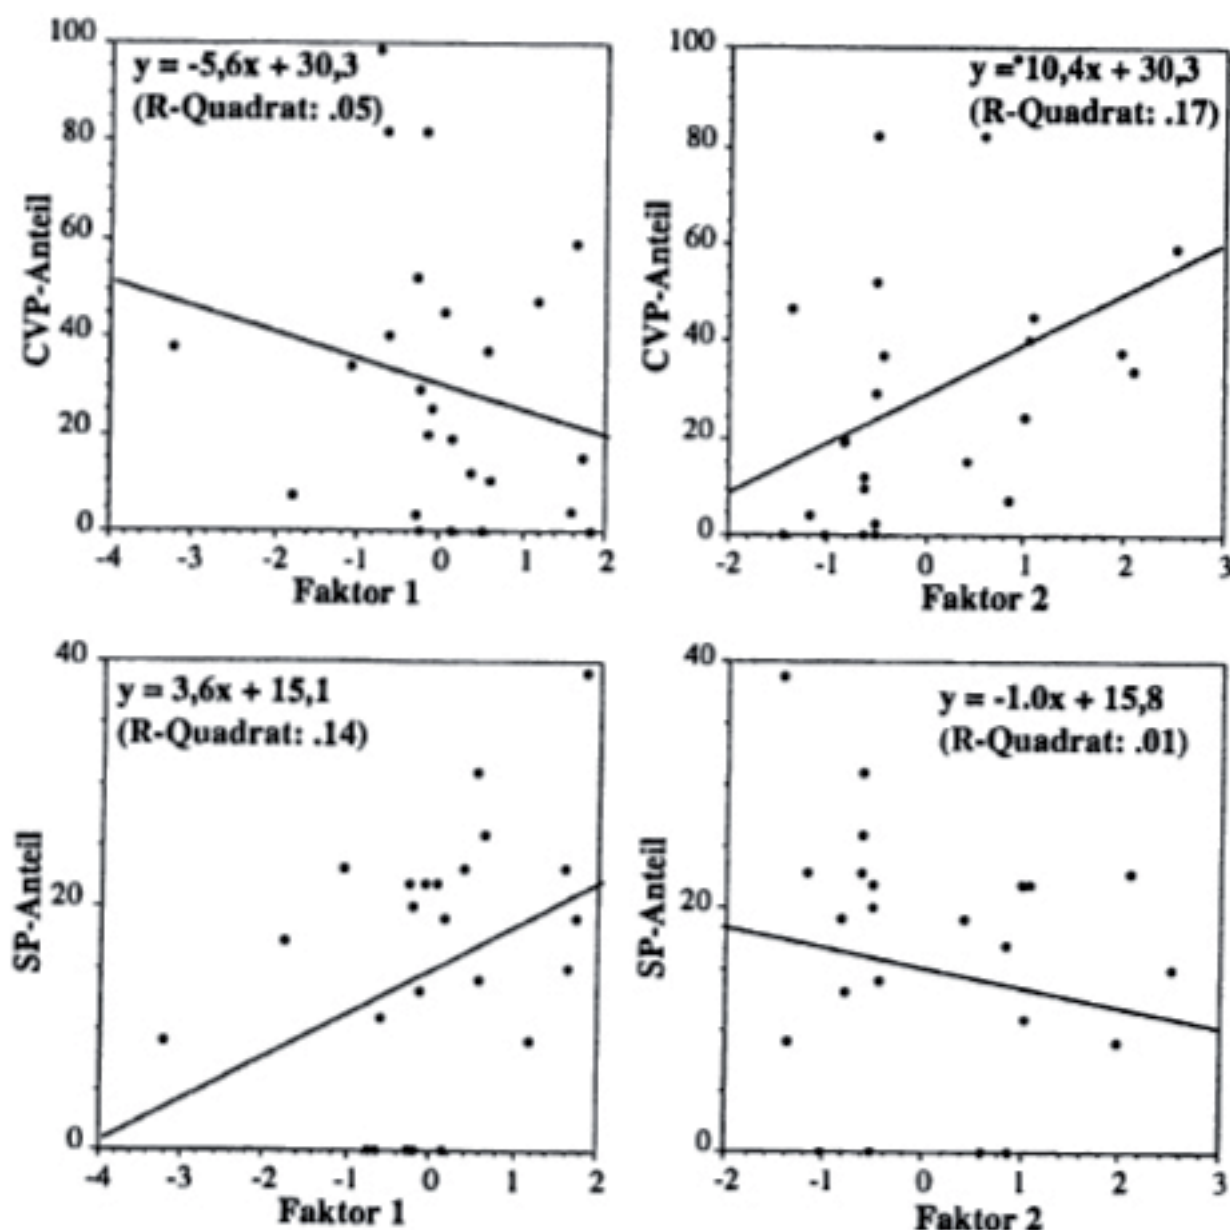 y = -5,6x + 30,3
(R-Quadrat: .05)
100
80
60
40
20
0
CVP-Anteil
-4
-3
-2
-1
0
1
2
Faktor 1
y = 10,4x + 30,3
(R-Quadrat: .17)
100
80
60
40
20
0
CVP-Anteil
-2
-1
0
1
2
3
Faktor 2
y = 3,6x + 15,1
(R-Quadrat: .14)
40
20
0
SP-Anteil
-4
-3
-2
-1
0
1
2
Faktor 1
y = -1.0x + 15,8
(R-Quadrat: .01)
40
20
0
SP-Anteil
-2
-1
0
1
2
3
Faktor 2